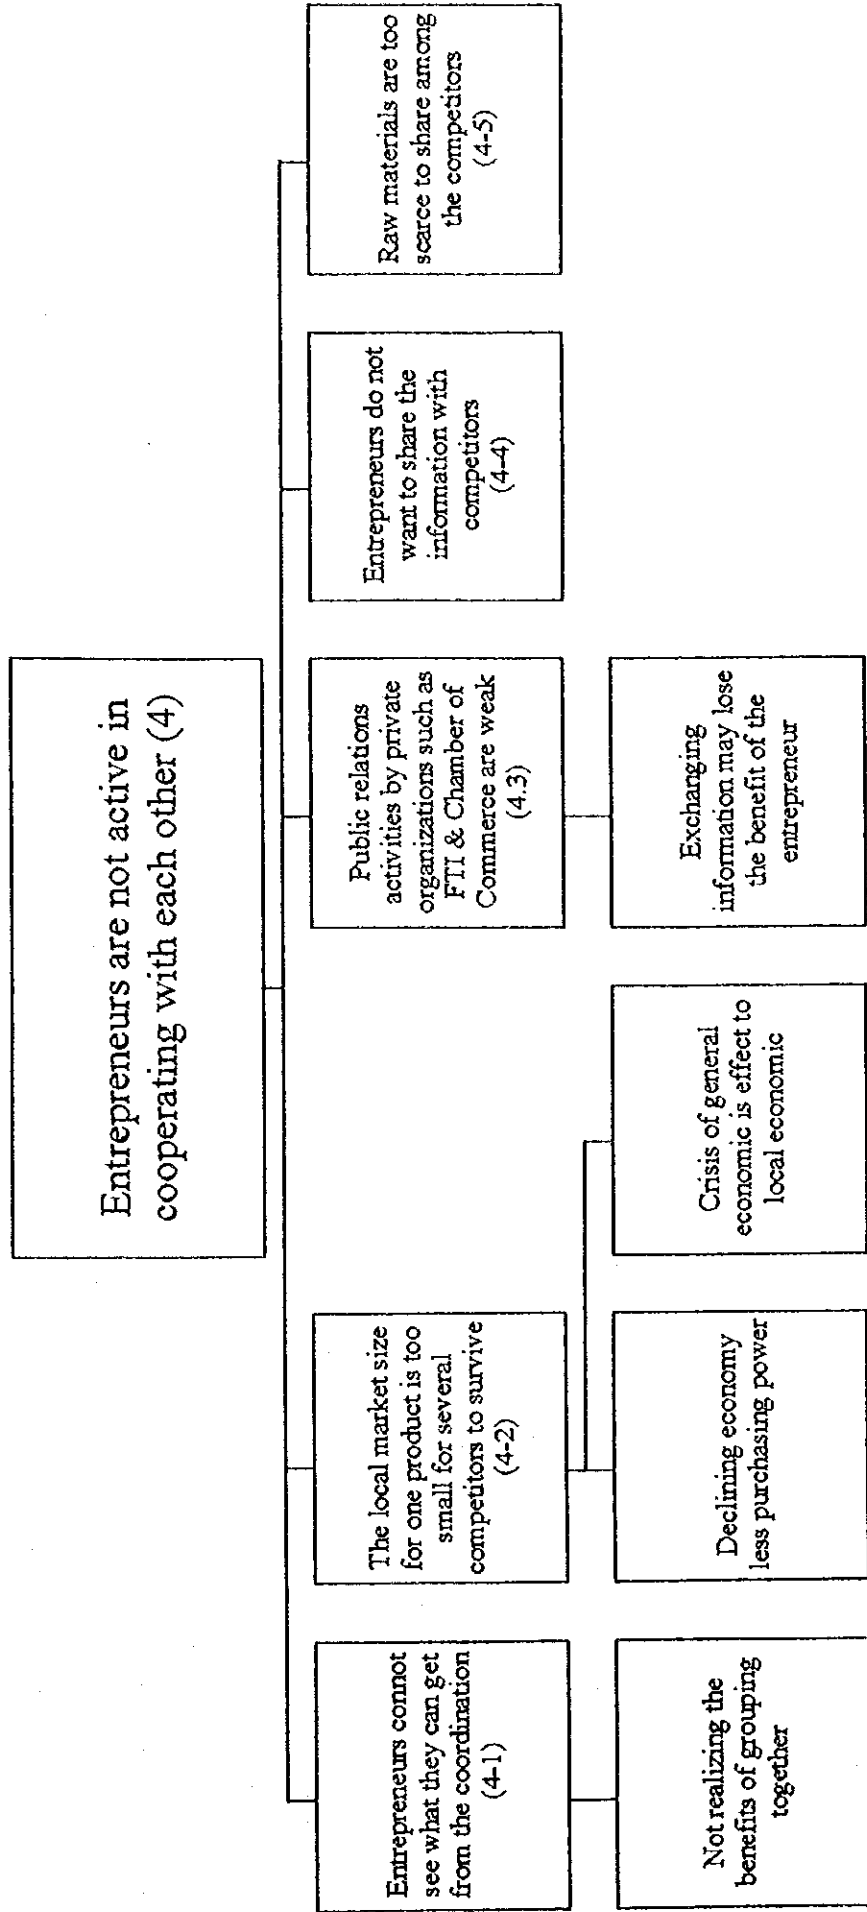 Entrepreneurs are not active in
cooperating with each other (4)
Entrepreneurs connot
see what they can get
from the coordination
(4-1)
The local market size
for one product is too
small for several
competitors to survive
(4-2)
Public relations
activities by private
organizations such as
FTI & Chamber of
Commerce are weak
(4.3)
Entrepreneurs do not
want to share the
information with
competitors
(4-4)
Raw materials are too
scarce to share among
the competitors
(4-5)
Not realizing the
benefits of grouping
together
Declining economy
less purchasing power
Crisis of general
economic is effect to
local economic
Exchanging
information may lose
the benefit of the
entrepreneur